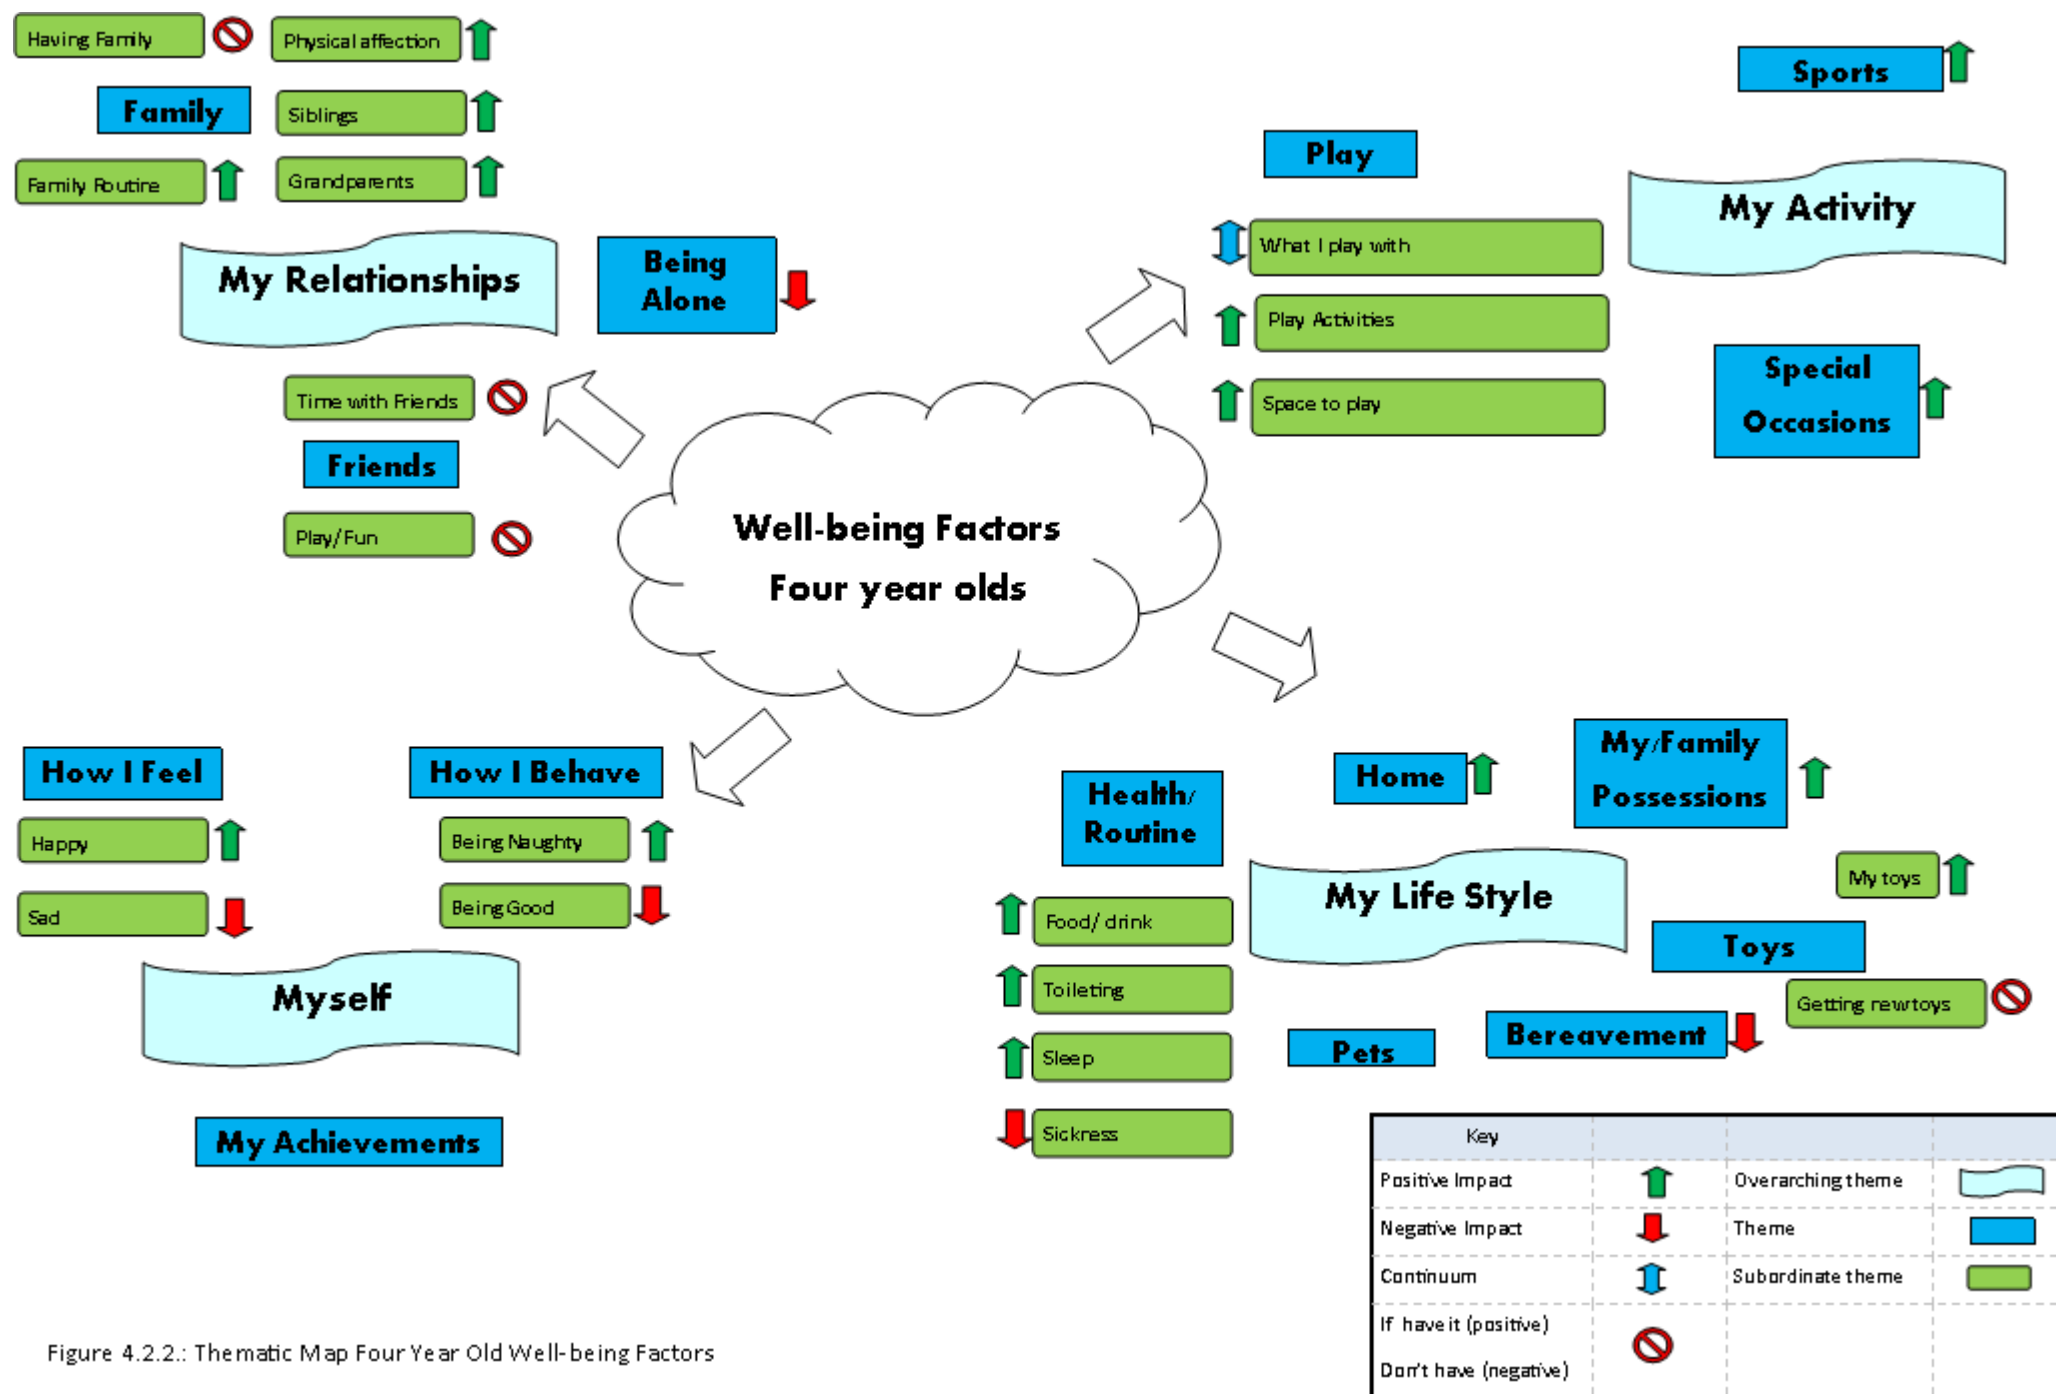 Having Family
Physical affection
Family
Siblings
Family Routine
Grandparents
My Relationships
Being
Alone
Time with Friends
Friends
Play/ Fun
Sports
Play
My Activity
What I play with
Play Activities
Space to play
Special
Occasions
Well-being Factors
Four year olds
How I Feel
Happy
Sad
How I Behave
Being Naughty
Being Good
Myself
My Achievements
Health/
Routine
Food/ drink
Toileting
Sleep
Sickness
Home
My/Family
Possessions
My Life Style
My toys
Toys
Getting new toys
Bereavement
Pets
Key
Positive Impact
Overarching theme
Negative Impact
Theme
Continuum
Subordinate theme
If have it (positive)
Don't have (negative)
Figure 4.2.2.: Thematic Map Four Year Old Well-being Factors